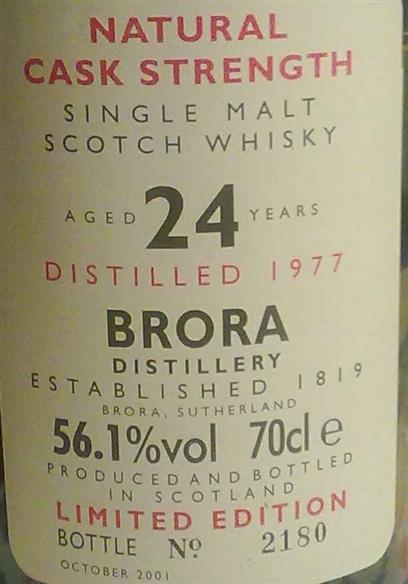 NATURAL
CASK STRENGTH
SINGLE MALT
SCOTCH WHISKY
AGED 24 YEARS
DISTILLED 1977
BRORA
DISTILLERY
ESTABLISHED 1819
BRORA, SUTHERLAND
56.1%vol 70cl e
PRODUCED AND BOTTLED
IN SCOTLAND
LIMITED EDITION
BOTTLE Nº 2180
OCTOBER 2001